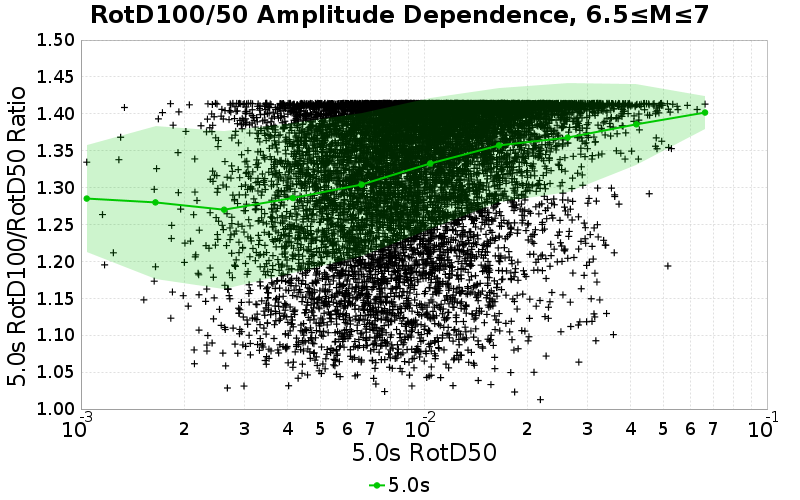 RotD100/50 Amplitude Dependence, 6.5≤M≤7
5.0s RotD100/RotD50 Ratio
1.50
1.45
1.40
1.35
1.30
1.25
1.20
1.15
1.10
1.05
1.00
10-3 2 3 4 5 6 7 10-2 2 3 4 5 6 7 10-1
5.0s RotD50
5.0s